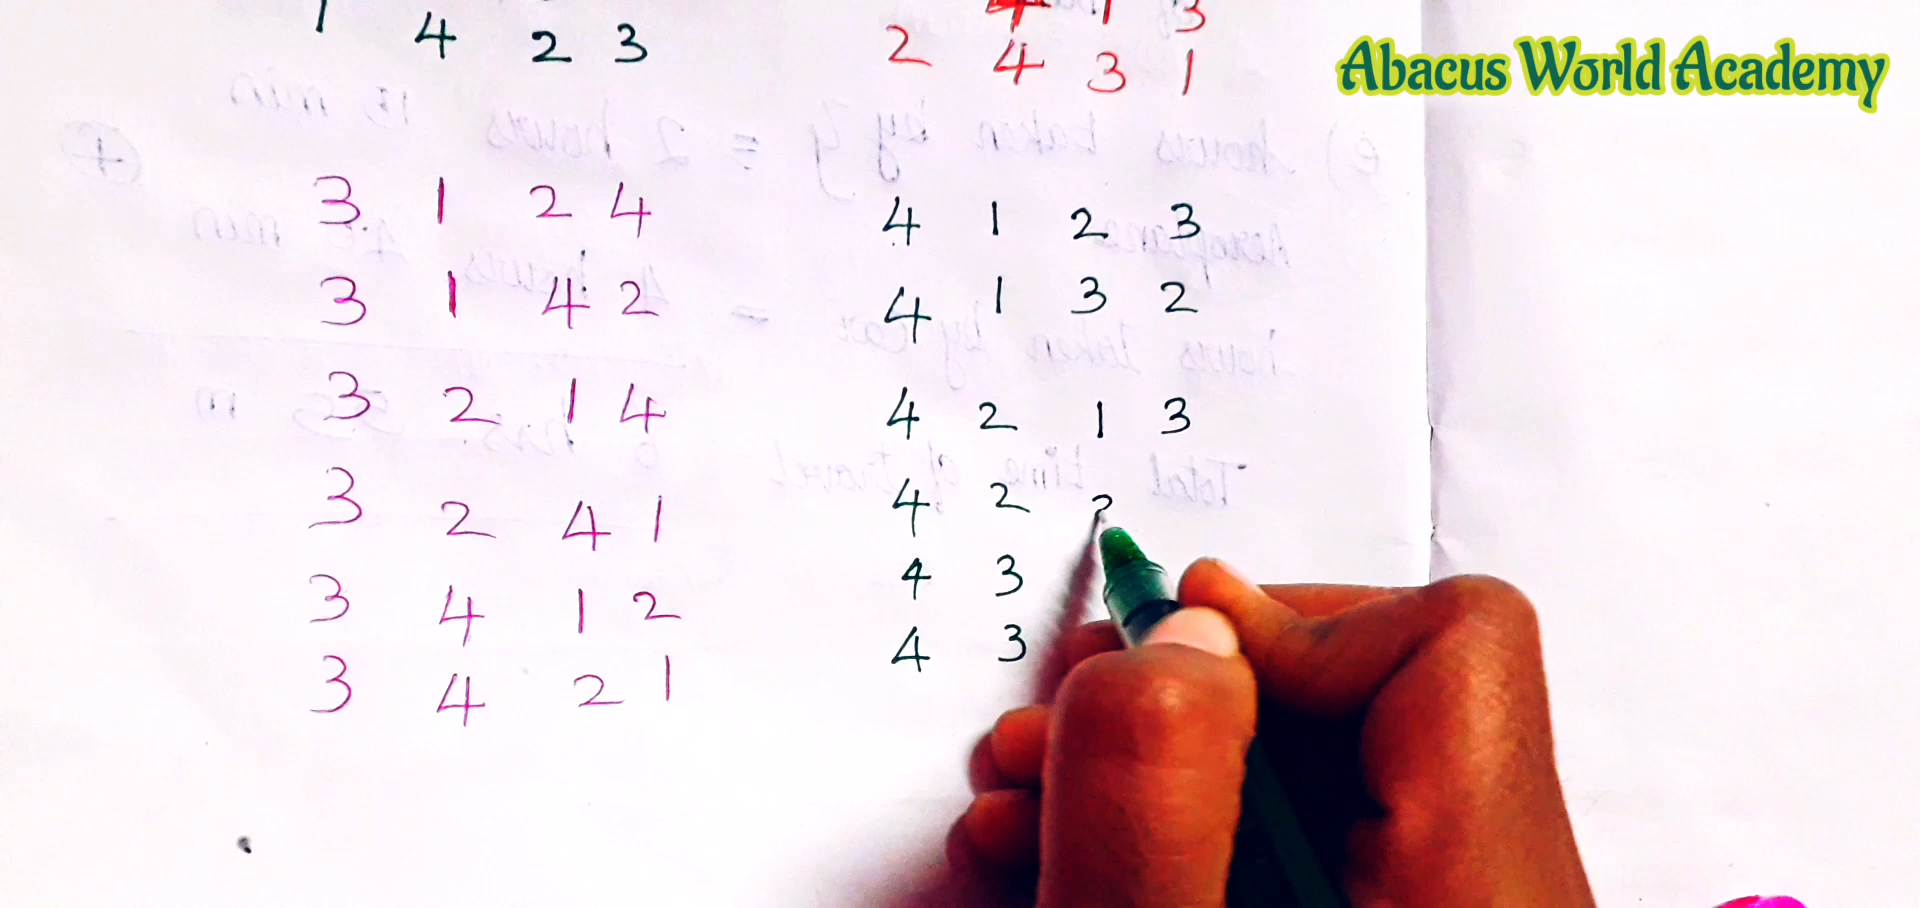 Abacus World Academy
1 4 2 3
1 3
2 4 3 1
3 1 2 4
3 1 4 2
3 2 1 4
3 2 4 1
3 4 1 2
3 4 2 1
4 1 2 3
4 1 3 2
4 2 1 3
4 2
4 3
4 3